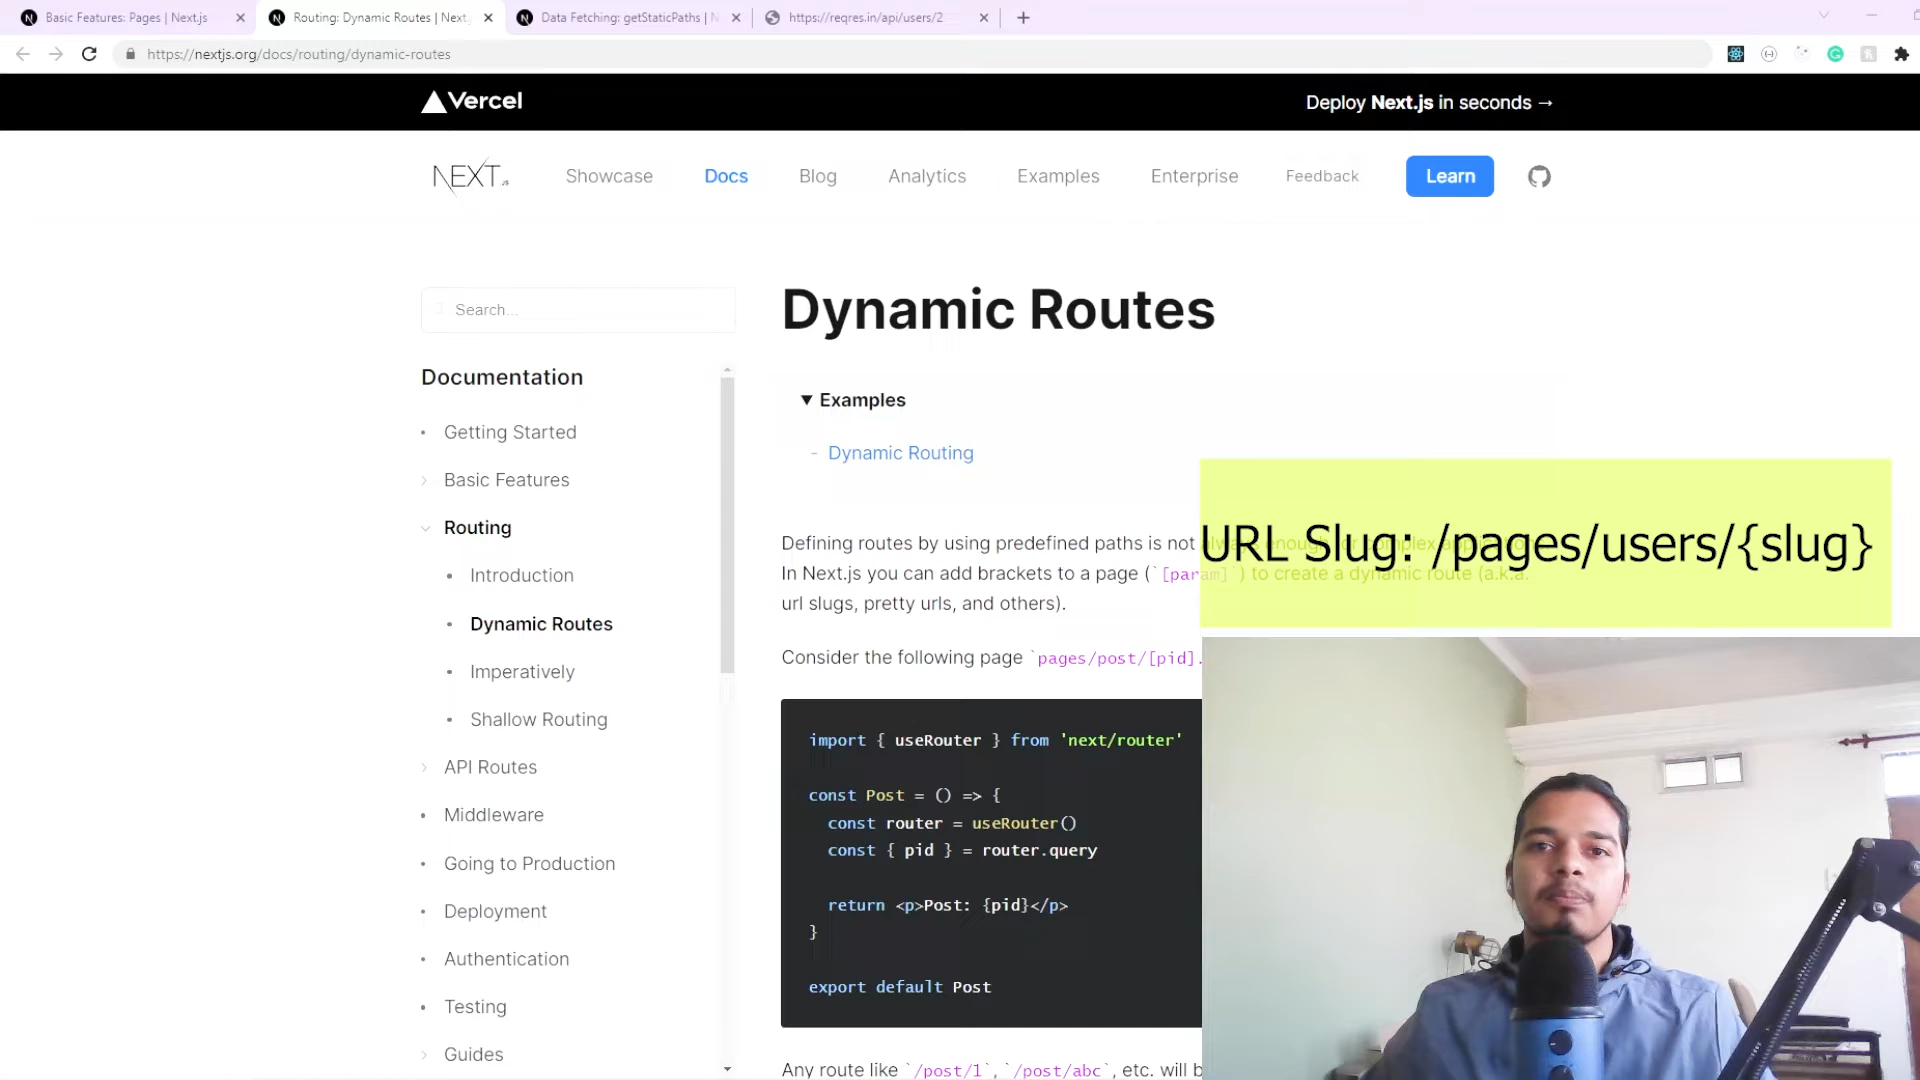 Basic Features: Pages | Next.js
Routing: Dynamic Routes | Next.
Data Fetching: getStaticPaths | N
https://reqres.in/api/users/2
https://nextjs.org/docs/routing/dynamic-routes
Vercel
Deploy Next.js in seconds →
NEXT.JS
Showcase
Docs
Blog
Analytics
Examples
Enterprise
Feedback
Learn
Search...
Documentation
Getting Started
Basic Features
Routing
Introduction
Dynamic Routes
Imperatively
Shallow Routing
API Routes
Middleware
Going to Production
Deployment
Authentication
Testing
Guides
Dynamic Routes
▼ Examples
- Dynamic Routing
Defining routes by using predefined paths is not always enough for complex applications.
In Next.js you can add brackets to a page (`[param]`) to create a dynamic route (a.k.a.
url slugs, pretty urls, and others).
Consider the following page `pages/post/[pid].
import { useRouter } from 'next/router'
const Post = () => {
const router = useRouter()
const { pid } = router.query
return <p>Post: {pid}</p>
}
export default Post
Any route like `/post/1`, `/post/abc`, etc. will b
URL Slug: /pages/users/{slug}